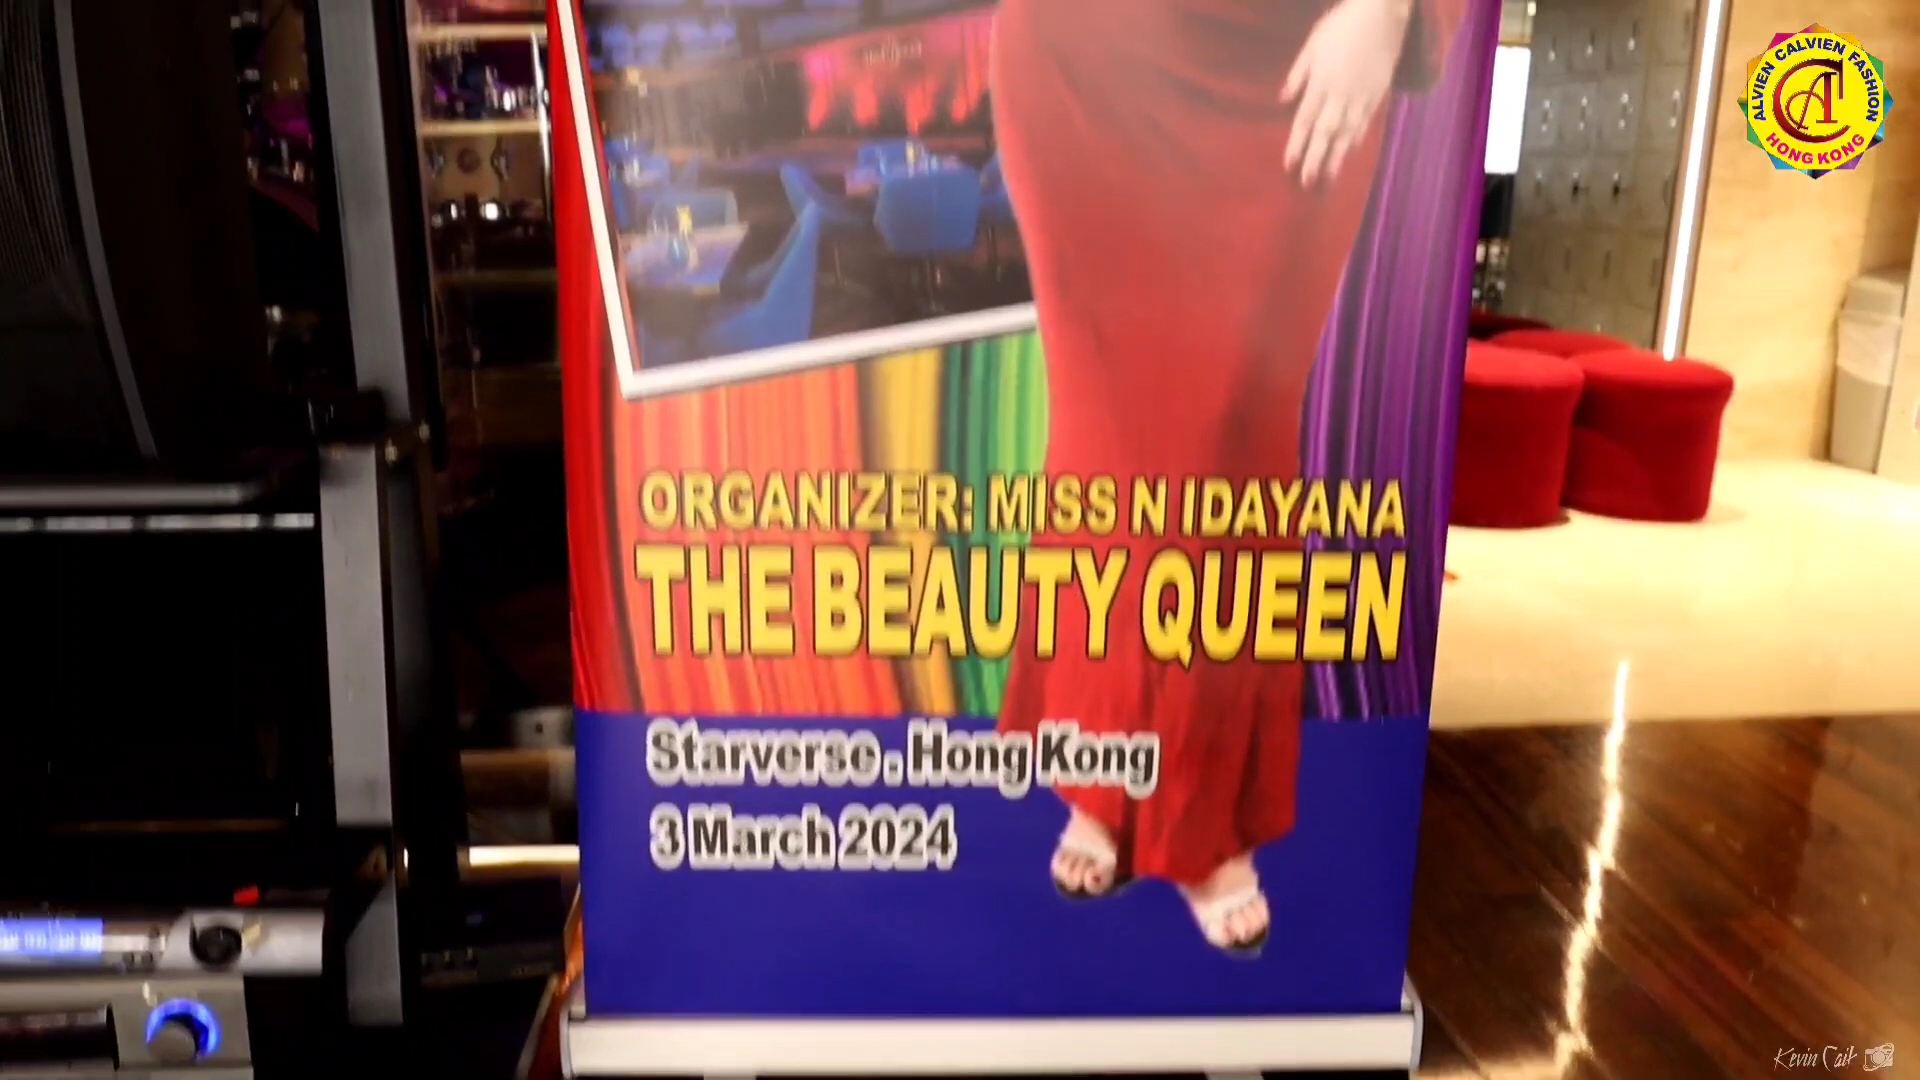 ALVIEN CALVIEN FASHION
HONG KONG
ORGANIZER: MISS N IDAYANA
THE BEAUTY QUEEN
Starverse . Hong Kong
3 March 2024
Kevin Cait